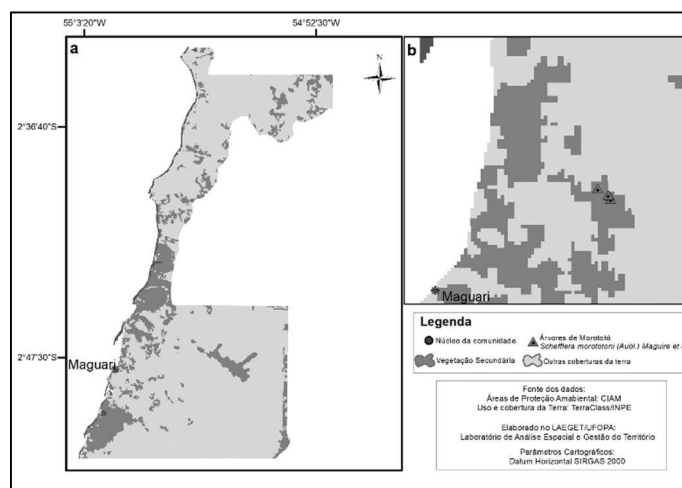 55°3'20"W
54°52'30"W
a
N
b
2°36'40"S
2°47'30"S
Maguari
Maguari
Legenda
Núcleo da comunidade
Árvores de Morototó
Schefflera morototoni (Aubl.) Maguire et
Vegetação Secundária
Outras coberturas da terra
Fonte dos dados:
Áreas de Proteção Amabiental: CIAM
Uso e cobertura da Terra: TerraClass/INPE
Elaborado no LAEGET/UFOPA:
Laboratório de Análise Espacial e Gestão do Território
Parâmetros Cartográficos:
Datum Horizontal SIRGAS 2000